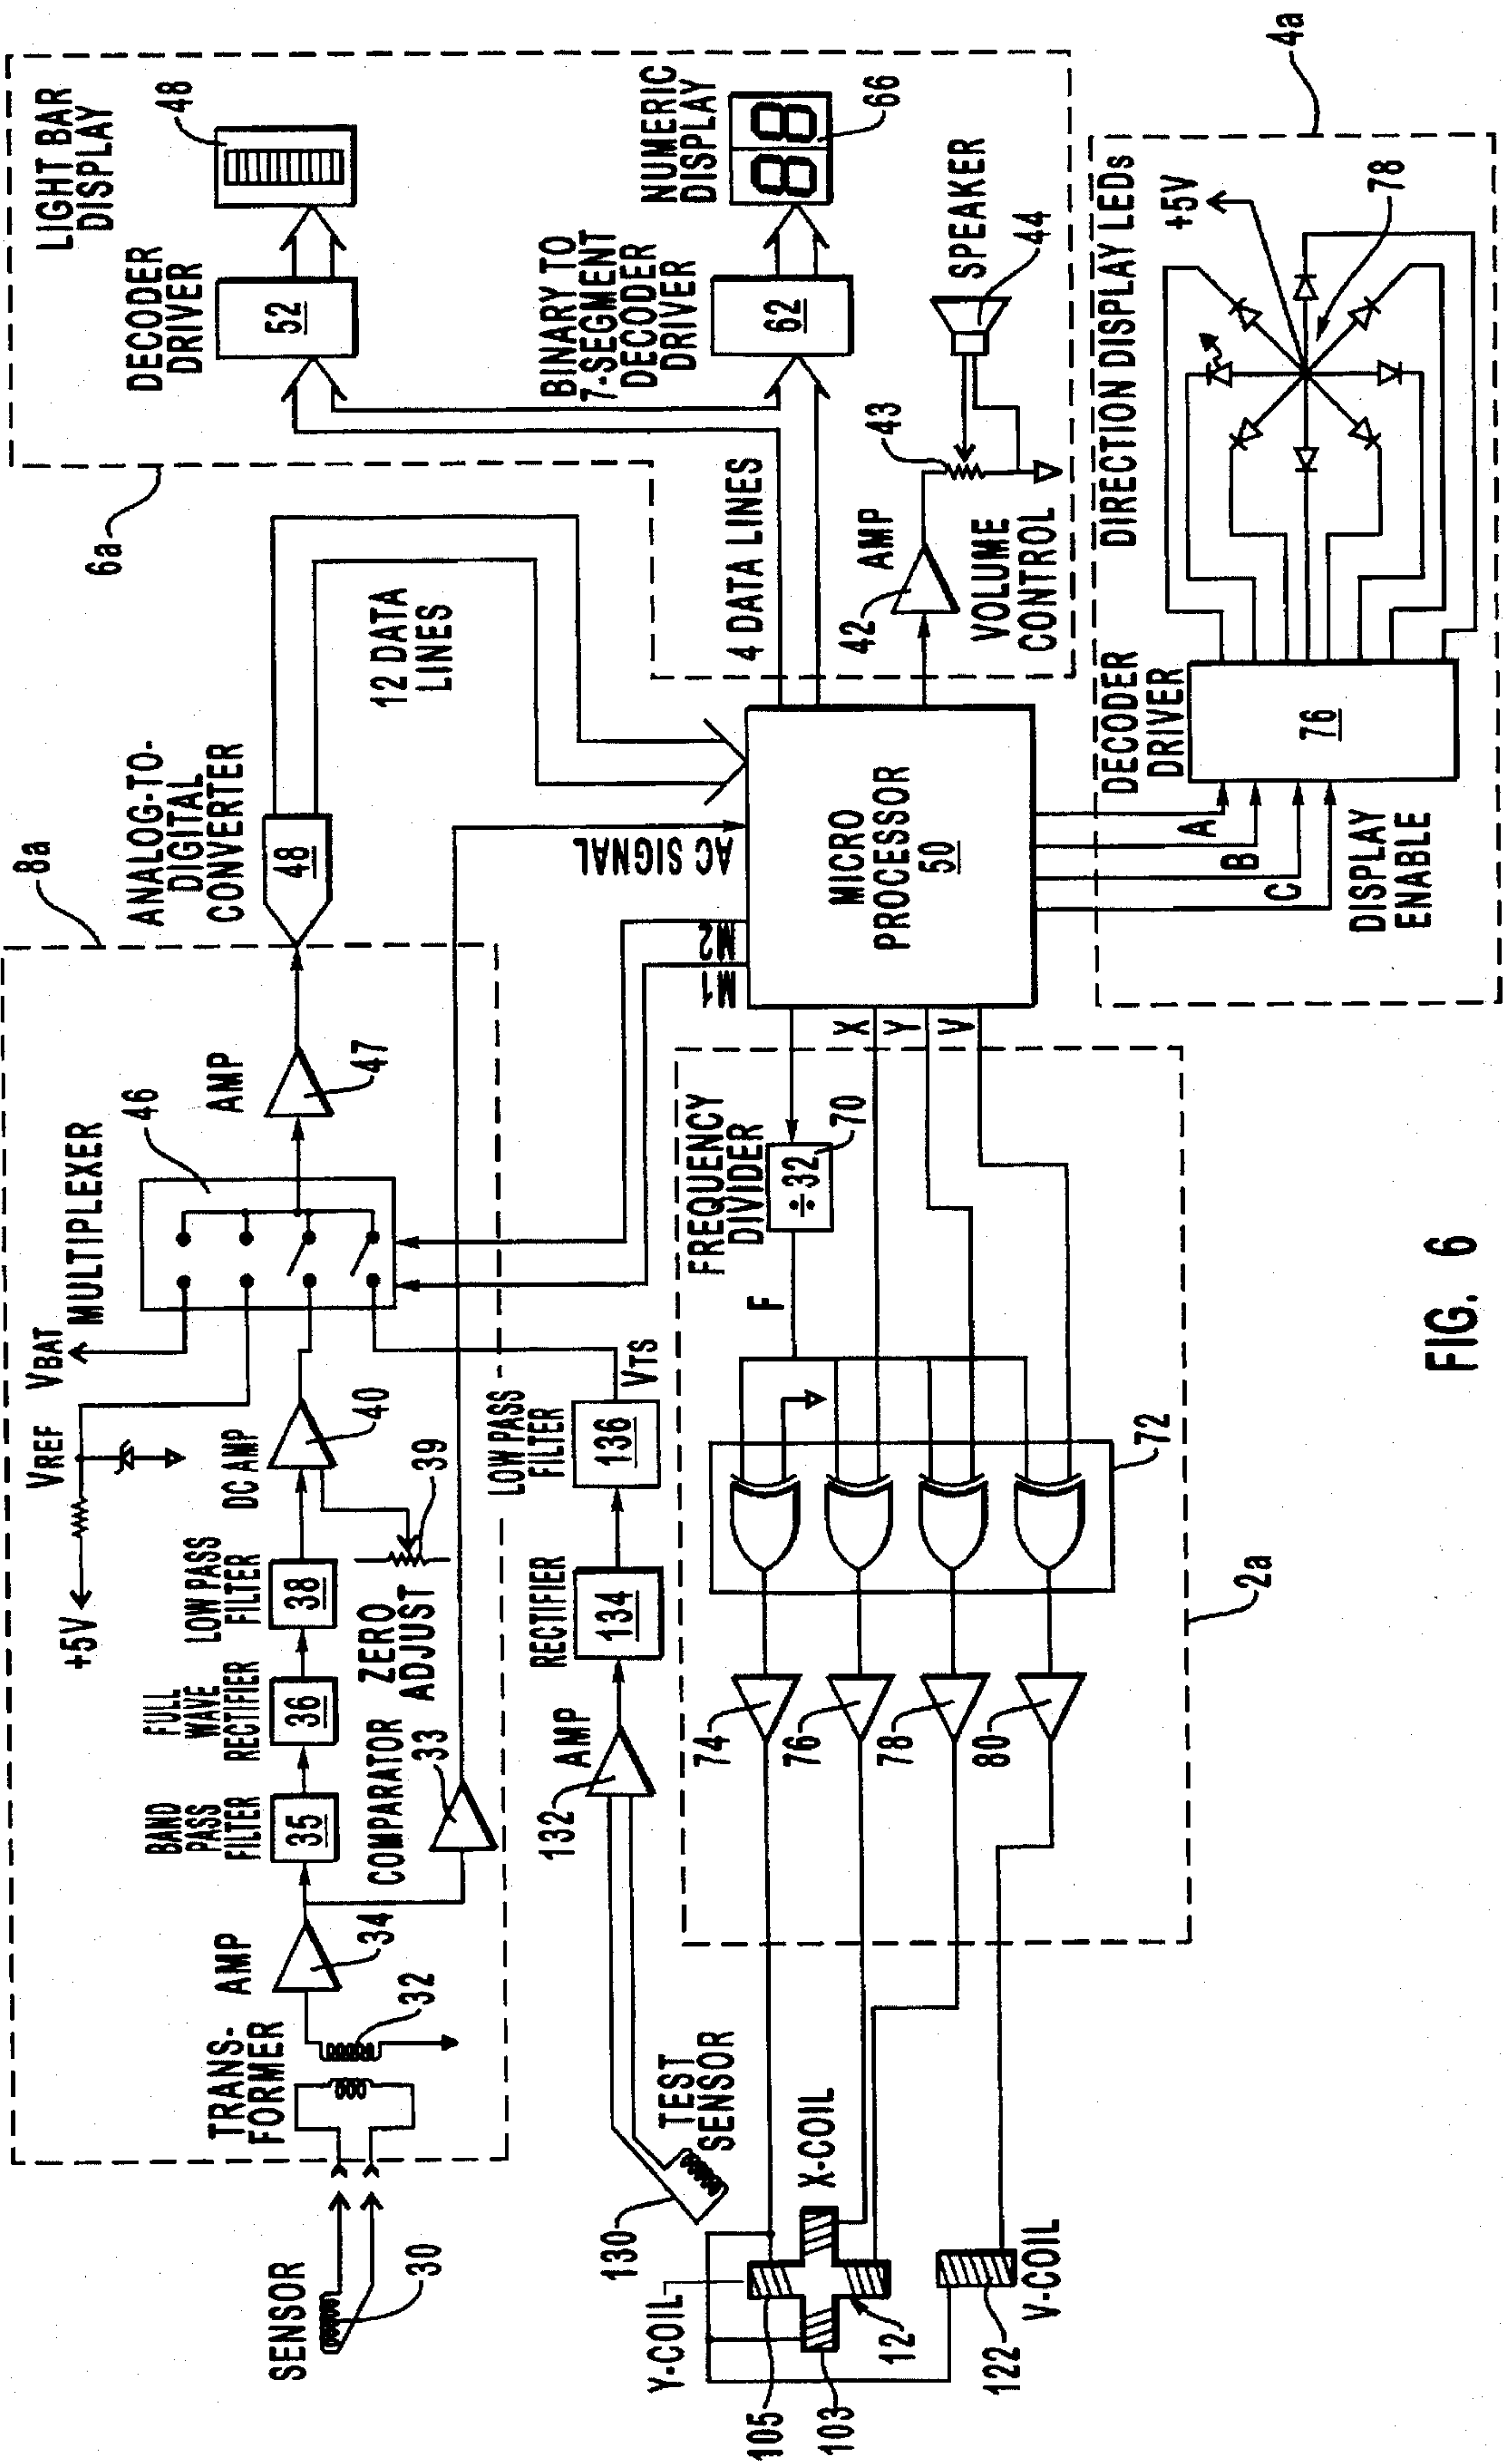 SENSOR
30
TRANS-
FORMER
32
AMP
34
BAND
PASS
FILTER
35
FULL
WAVE
RECTIFIER
36
LOW PASS
FILTER
38
DC AMP
40
ZERO
ADJUST
39
COMPARATOR
33
+5V
VREF
VBAT
MULTIPLEXER
46
AMP
47
8a
ANALOG-TO-
DIGITAL
CONVERTER
48
12 DATA
LINES
6a
DECODER
DRIVER
52
LIGHT BAR
DISPLAY
48
BINARY TO
7-SEGMENT
DECODER
DRIVER
62
NUMERIC
DISPLAY
88
66
4 DATA LINES
AMP
42
43
VOLUME
CONTROL
SPEAKER
44
130
TEST
SENSOR
132
AMP
RECTIFIER
134
LOW PASS
FILTER
136
VTS
M1
M2
AC SIGNAL
MICRO
PROCESSOR
50
FREQUENCY
DIVIDER
÷32
70
F
X
Y
V
72
74
76
78
80
2a
Y-COIL
X-COIL
105
103
12
122
V-COIL
A
B
C
DISPLAY
ENABLE
DECODER
DRIVER
76
DIRECTION DISPLAY LEDs
+5V
78
4a
FIG. 6